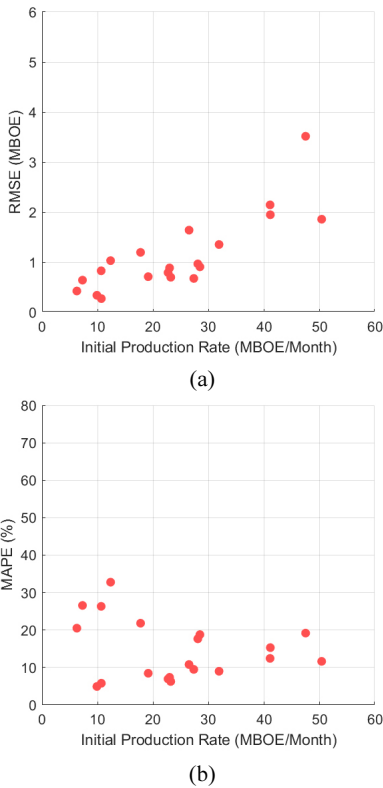 6
5
4
3
2
1
0
RMSE (MBOE)
0 10 20 30 40 50 60
Initial Production Rate (MBOE/Month)
(a)
80
70
60
50
40
30
20
10
0
MAPE (%)
0 10 20 30 40 50 60
Initial Production Rate (MBOE/Month)
(b)